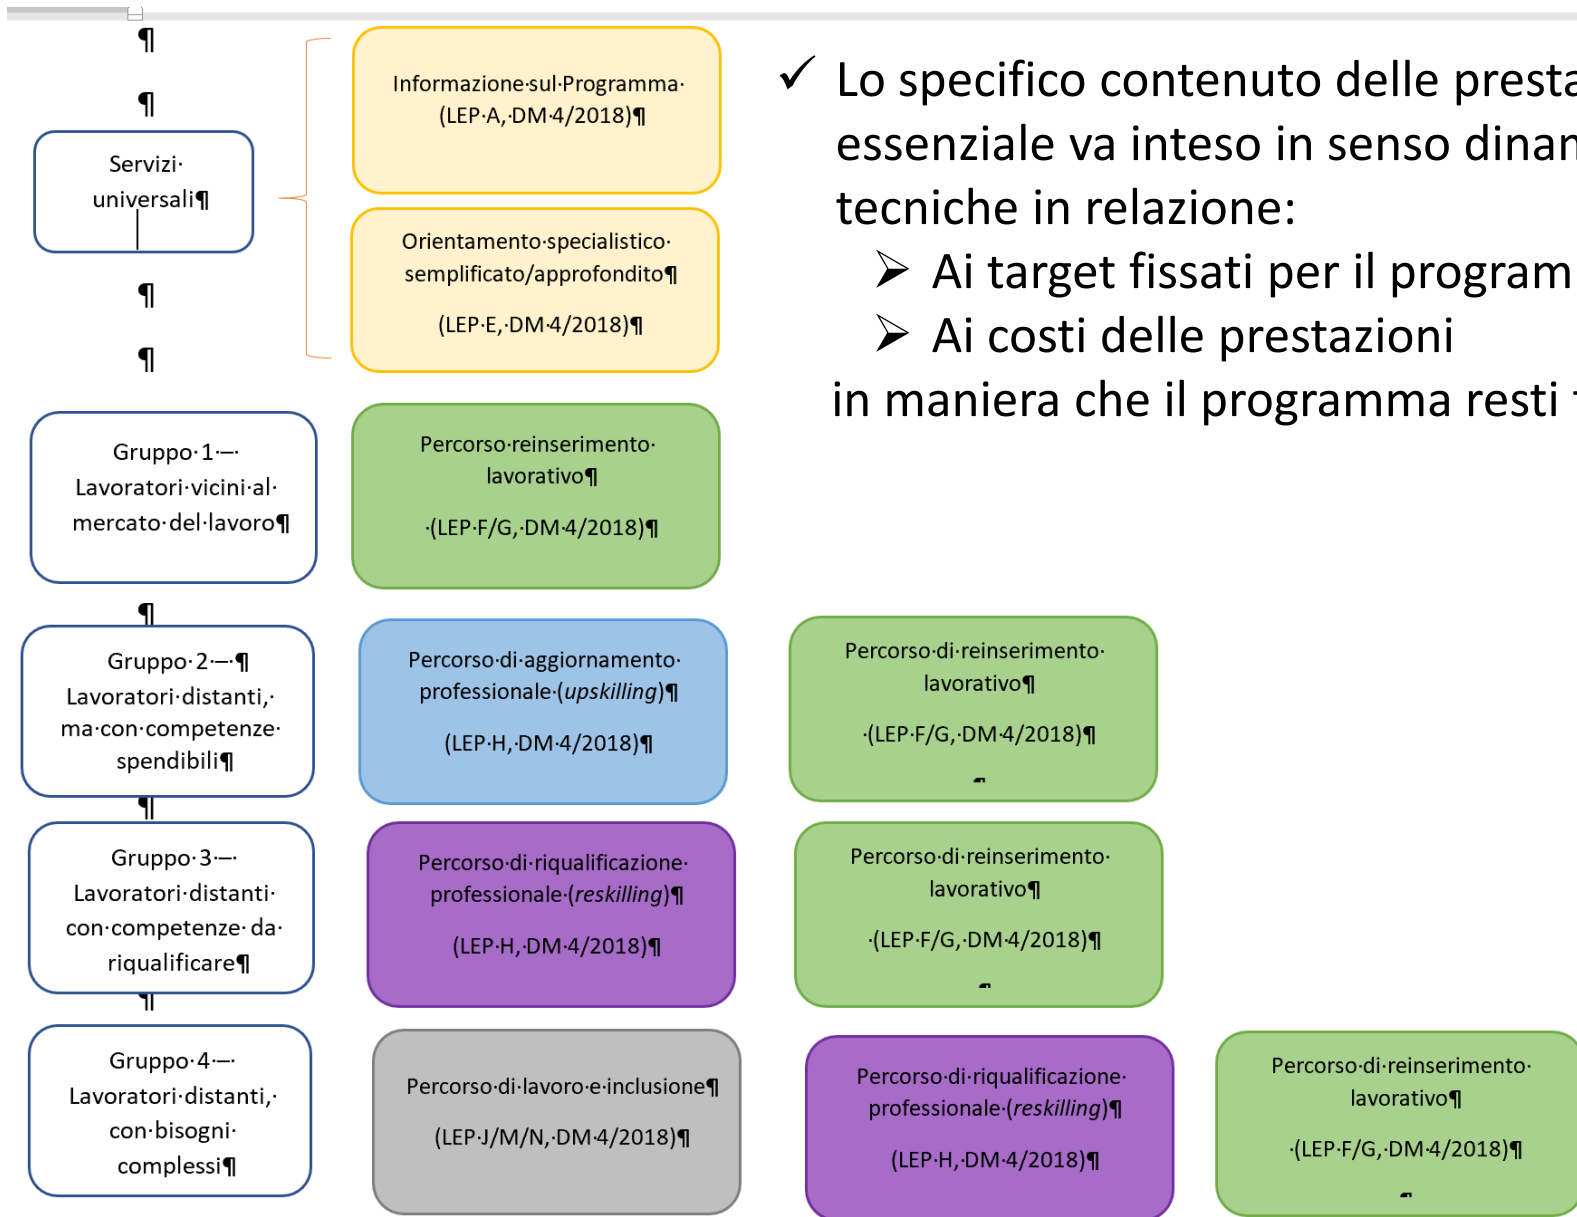 Servizi·
universali¶
Informazione·sul·Programma·
(LEP·A,·DM·4/2018)¶
Orientamento·specialistico·
semplificato/approfondito¶
(LEP·E,·DM·4/2018)¶
✓ Lo specifico contenuto delle presta
essenziale va inteso in senso dinam
tecniche in relazione:
➢ Ai target fissati per il program
➢ Ai costi delle prestazioni
in maniera che il programma resti
Gruppo·1·–·
Lavoratori·vicini·al·
mercato·del·lavoro¶
Percorso·reinserimento·
lavorativo¶
·(LEP·F/G,·DM·4/2018)¶
Gruppo·2·–·¶
Lavoratori·distanti,·
ma·con·competenze·
spendibili¶
Percorso·di·aggiornamento·
professionale·(upskilling)¶
(LEP·H,·DM·4/2018)¶
Percorso·di·reinserimento·
lavorativo¶
·(LEP·F/G,·DM·4/2018)¶
Gruppo·3·–·
Lavoratori·distanti·
con·competenze·da·
riqualificare¶
Percorso·di·riqualificazione·
professionale·(reskilling)¶
(LEP·H,·DM·4/2018)¶
Percorso·di·reinserimento·
lavorativo¶
·(LEP·F/G,·DM·4/2018)¶
Gruppo·4·–·
Lavoratori·distanti,·
con·bisogni·
complessi¶
Percorso·di·lavoro·e·inclusione¶
(LEP·J/M/N,·DM·4/2018)¶
Percorso·di·riqualificazione·
professionale·(reskilling)¶
(LEP·H,·DM·4/2018)¶
Percorso·di·reinserimento·
lavorativo¶
·(LEP·F/G,·DM·4/2018)¶